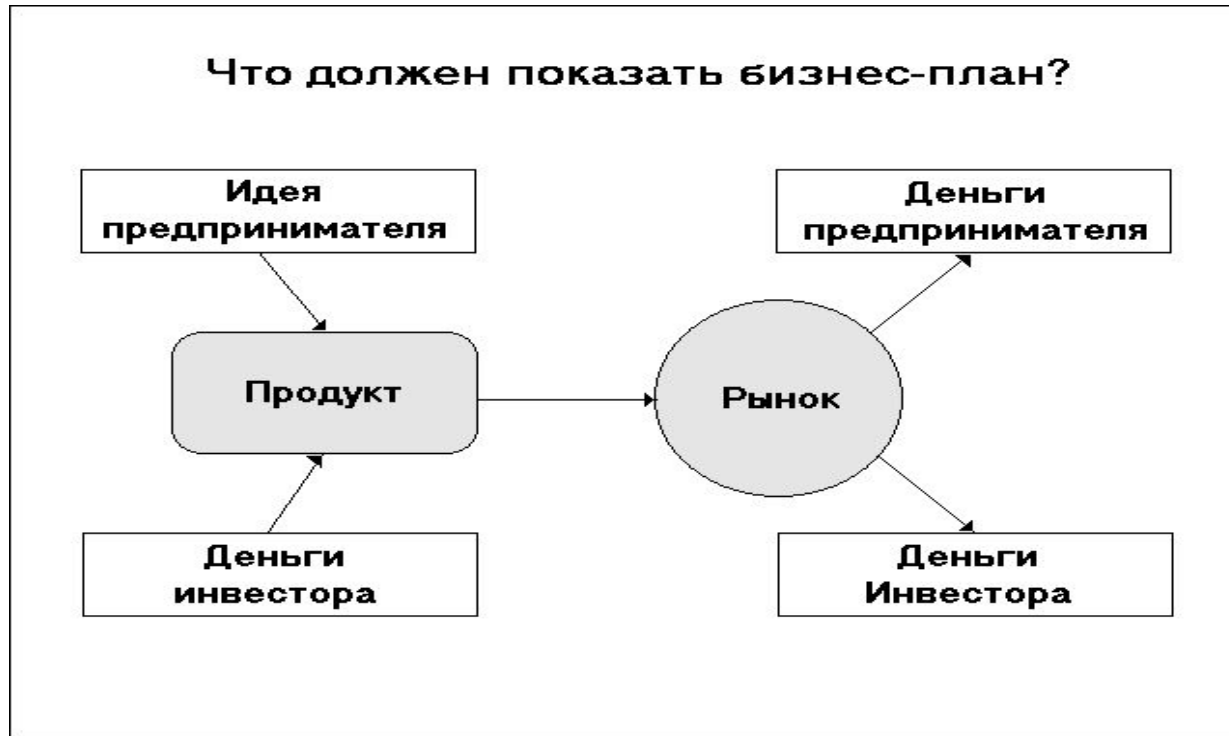 Что должен показать бизнес-план?
Идея
предпринимателя
Деньги
предпринимателя
Продукт
Рынок
Деньги
инвестора
Деньги
Инвестора